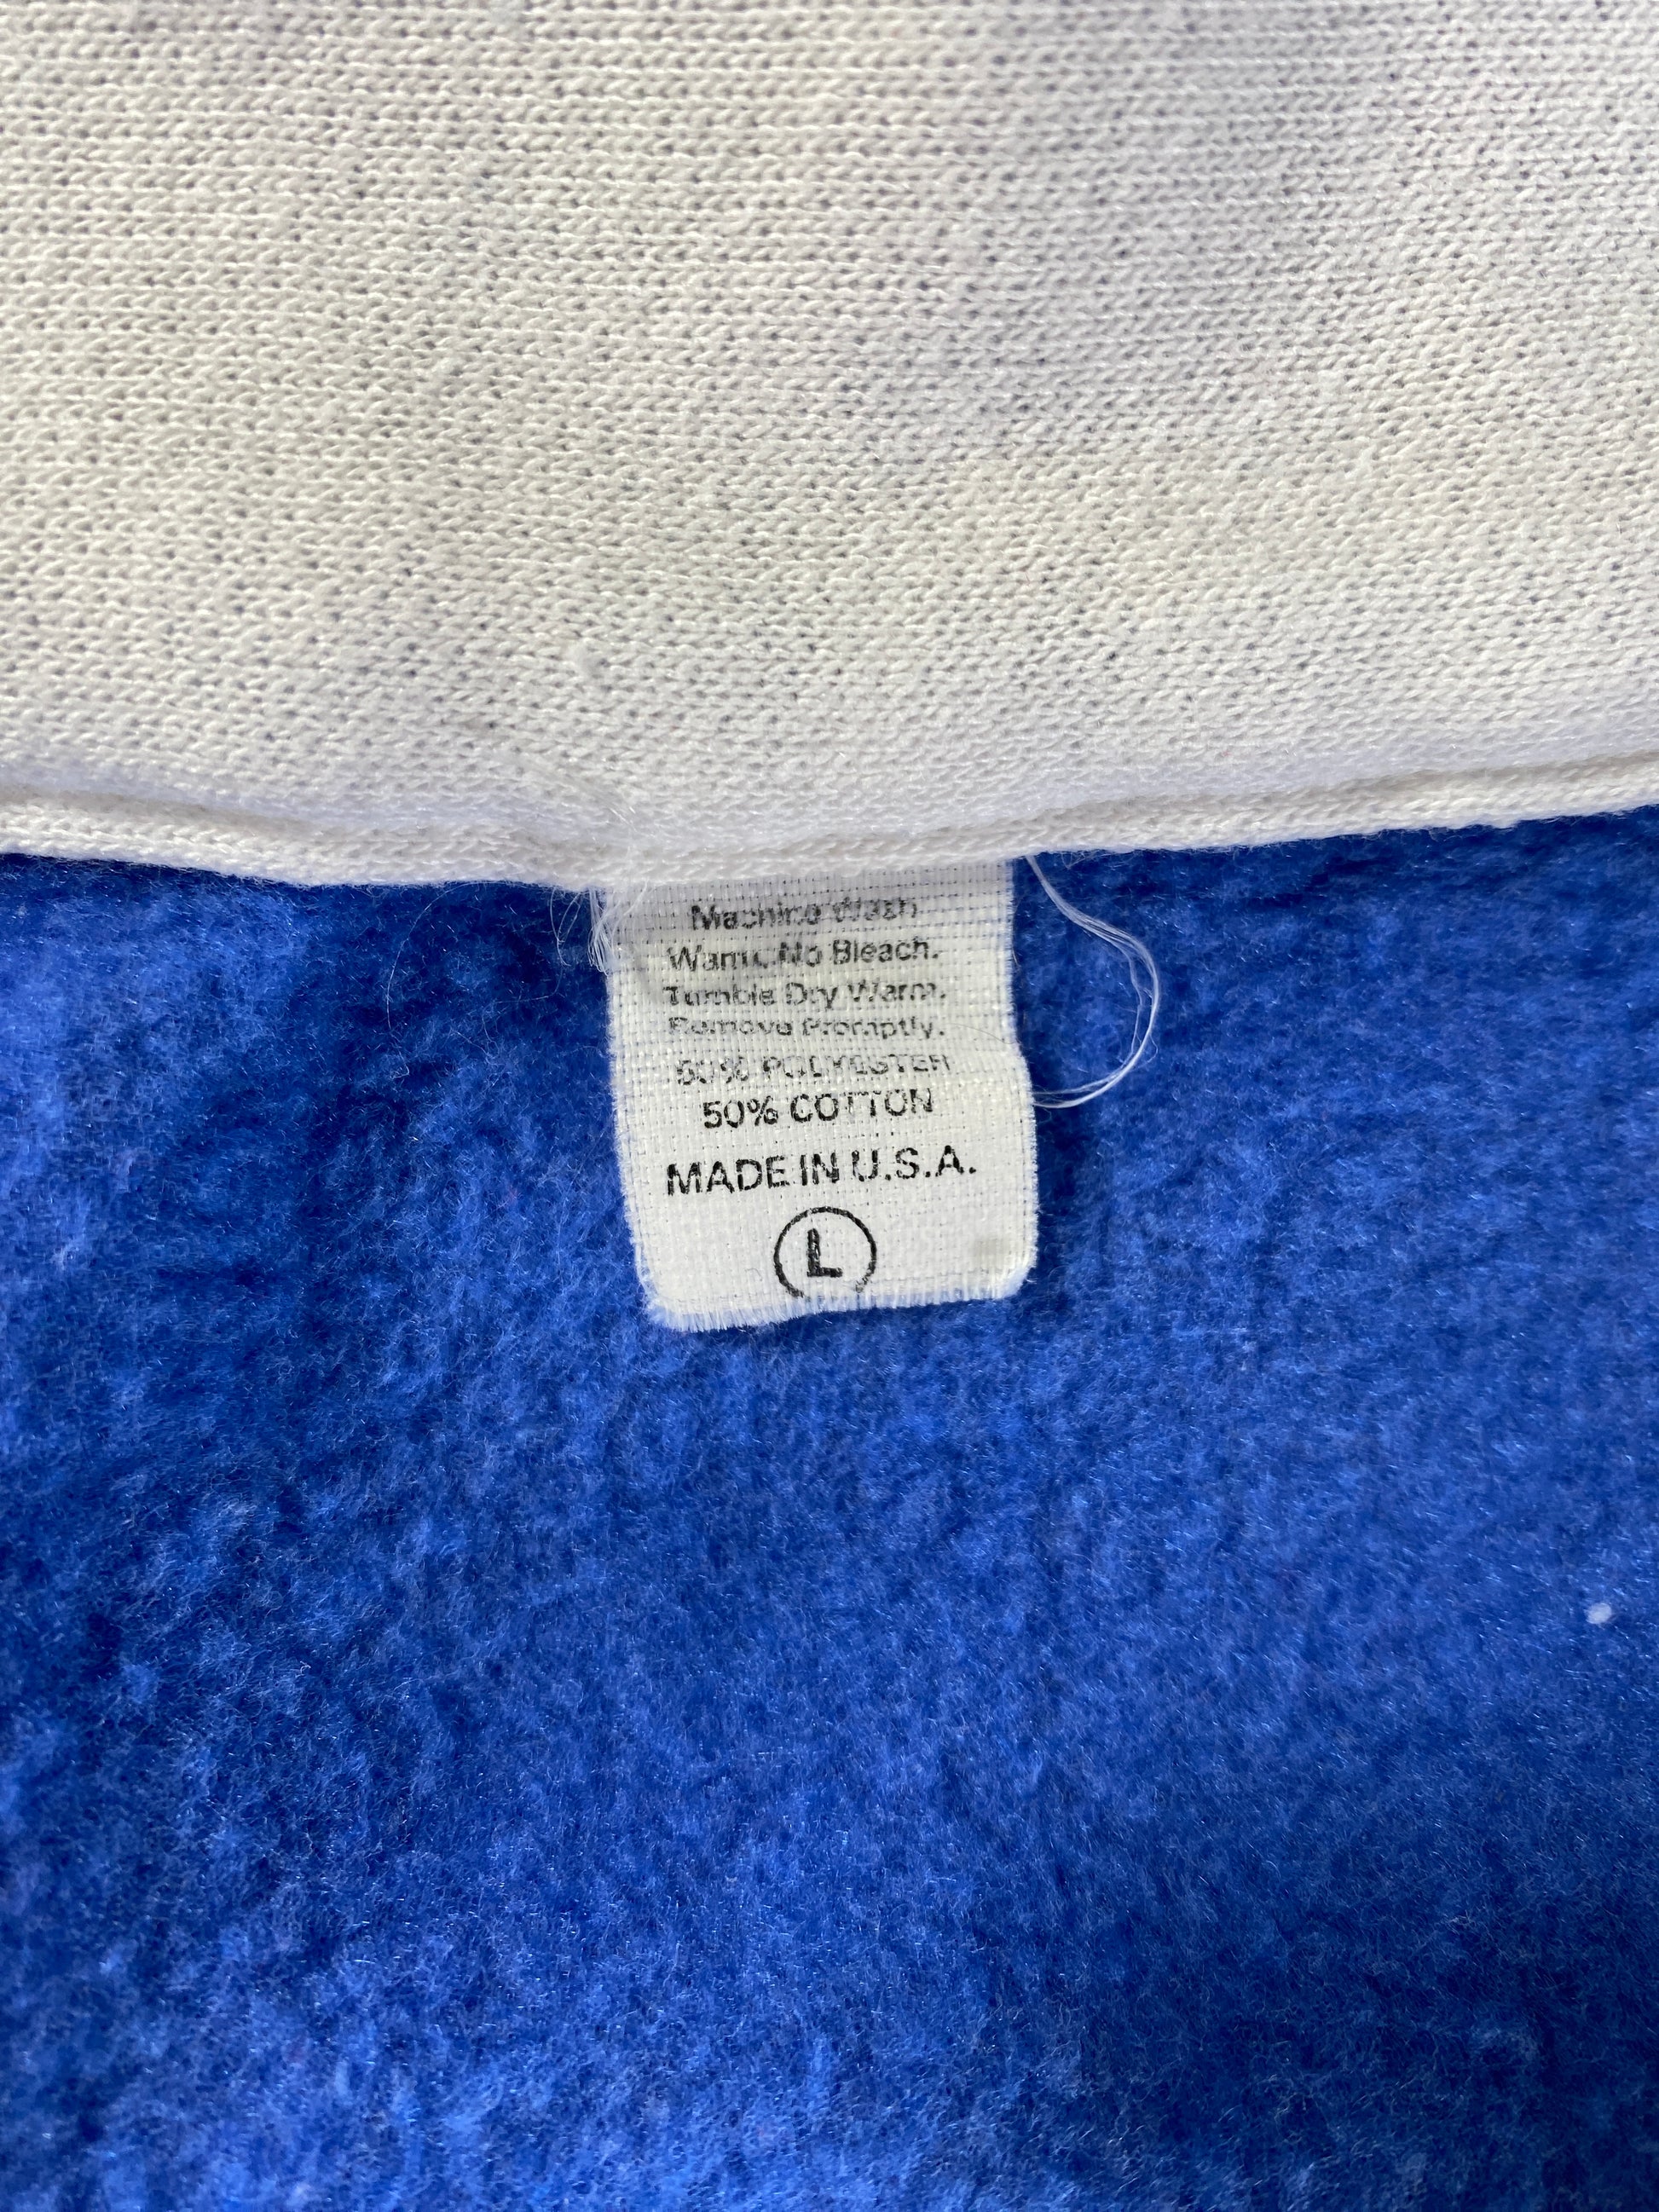 Machine Wash
Warm. No Bleach.
Tumble Dry Warm.
Remove Promptly.
50% POLYESTER
50% COTTON
MADE IN U.S.A.
L